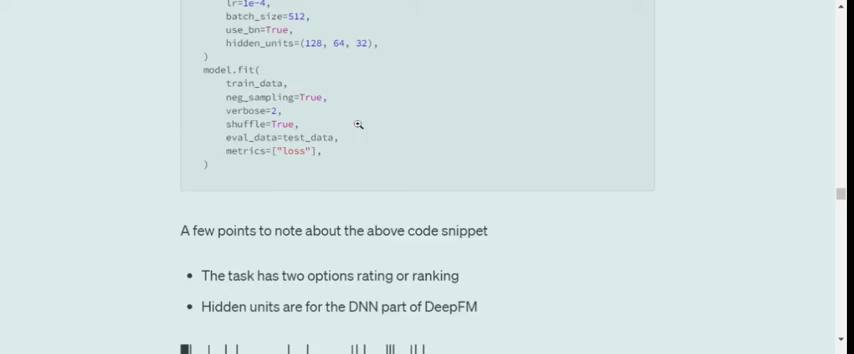 lr=1e-4,
batch_size=512,
use_bn=True,
hidden_units=(128, 64, 32),
)
model.fit(
train_data,
neg_sampling=True,
verbose=2,
shuffle=True,
eval_data=test_data,
metrics=["loss"],
)
A few points to note about the above code snippet
• The task has two options rating or ranking
• Hidden units are for the DNN part of DeepFM